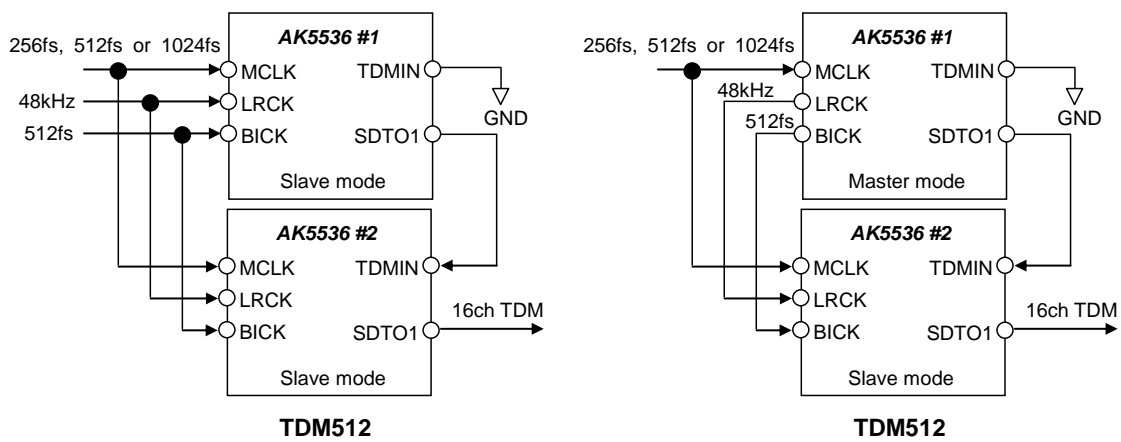 AK5536 #1
256fs, 512fs or 1024fs
MCLK
TDMIN
48kHz
LRCK
GND
512fs
BICK
SDTO1
Slave mode
AK5536 #2
MCLK
TDMIN
LRCK
16ch TDM
BICK
SDTO1
Slave mode
TDM512
AK5536 #1
256fs, 512fs or 1024fs
MCLK
TDMIN
48kHz
LRCK
GND
512fs
BICK
SDTO1
Master mode
AK5536 #2
MCLK
TDMIN
LRCK
16ch TDM
BICK
SDTO1
Slave mode
TDM512